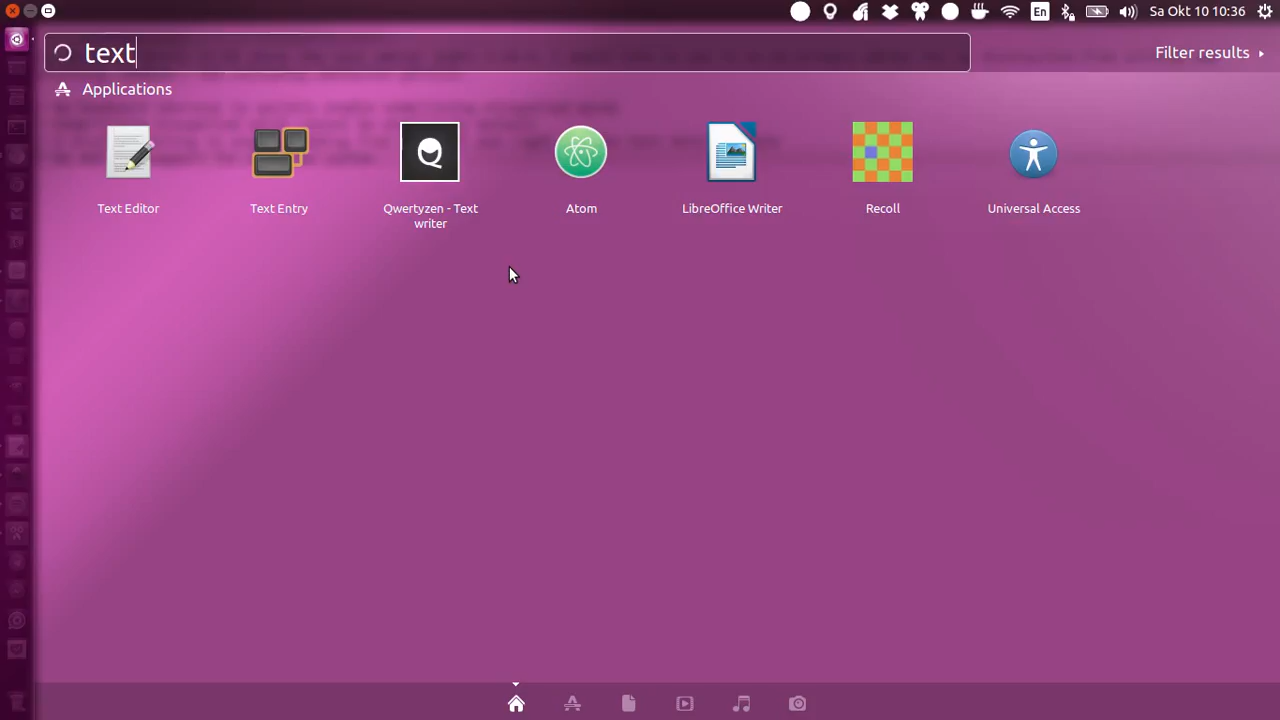 En
Sa Okt 10 10:36
text
Filter results
Applications
Text Editor
Text Entry
Qwertyzen - Text
writer
Atom
LibreOffice Writer
Recoll
Universal Access